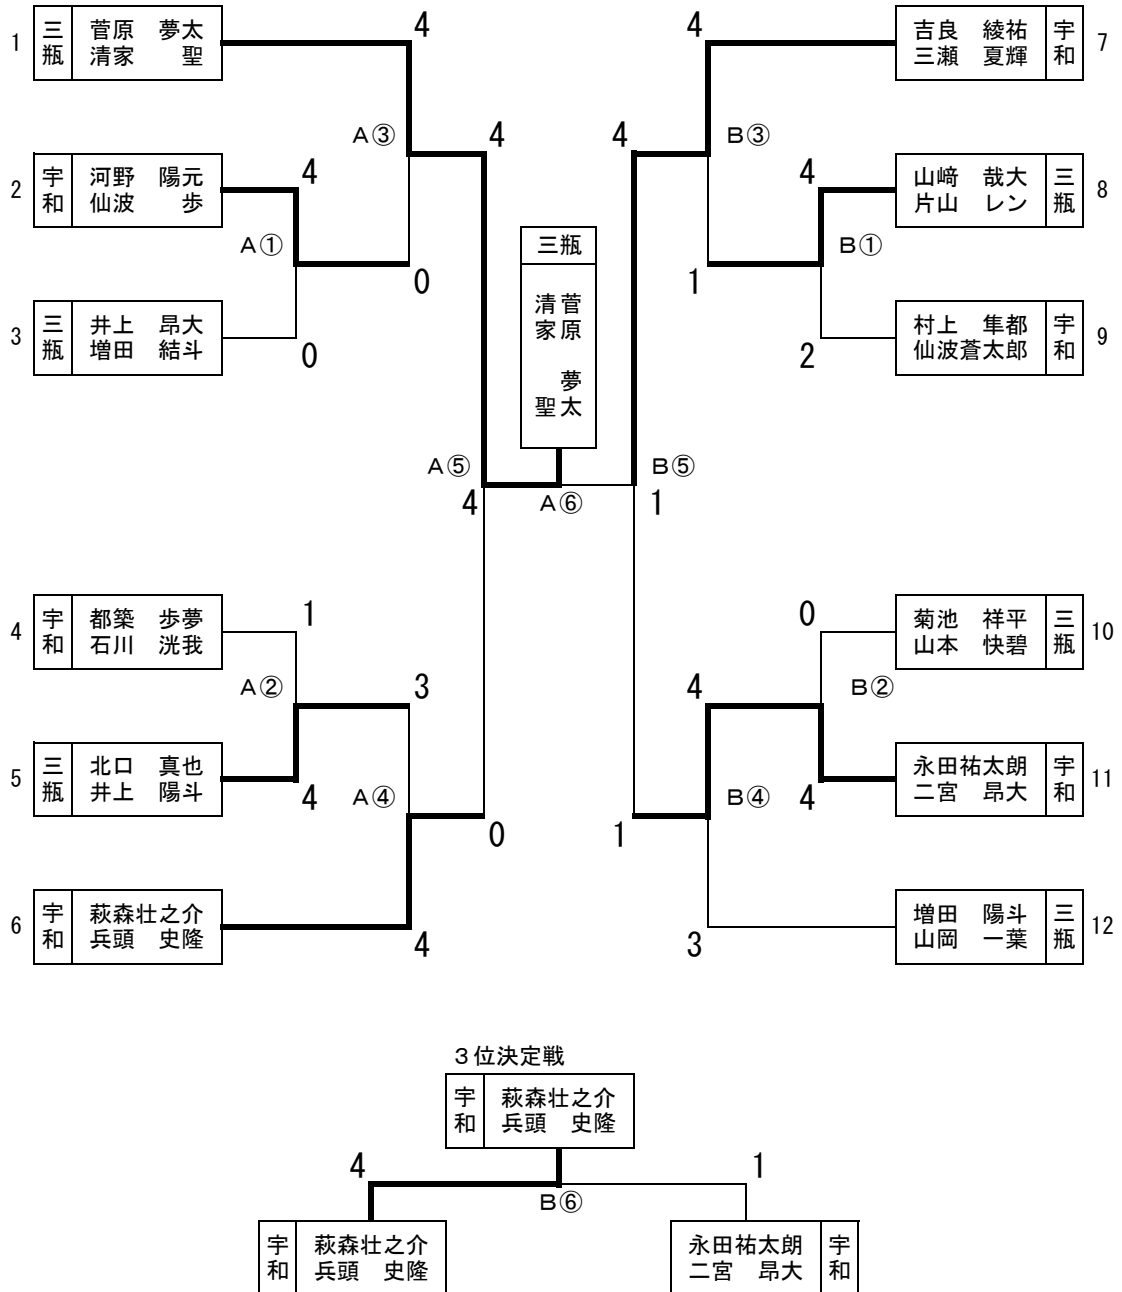 1 三瓶 菅原　夢太
清家　　聖
4
A③
4
2 宇和 河野　陽元
仙波　　歩
4
A①
0
3 三瓶 井上　昂大
増田　結斗
0
A⑤
4
4 宇和 都築　歩夢
石川　洸我
1
A②
3
5 三瓶 北口　真也
井上　陽斗
4
A④
0
6 宇和 萩森壮之介
兵頭　史隆
4
三瓶
菅原　夢太
清家　　聖
A⑥
4
吉良　綾祐 宇和 7
三瀬　夏輝
4
B③
4
山﨑　哉大 三瓶 8
片山　レン
B①
1
村上　隼都 宇和 9
仙波蒼太郎
2
B⑤
1
0
菊池　祥平 三瓶 10
山本　快碧
4
B②
永田祐太朗 宇和 11
二宮　昂大
B④
4
1
増田　陽斗 三瓶 12
山岡　一葉
3
３位決定戦
宇和 萩森壮之介
兵頭　史隆
4
1
B⑥
宇和 萩森壮之介
兵頭　史隆
永田祐太朗 宇和
二宮　昂大